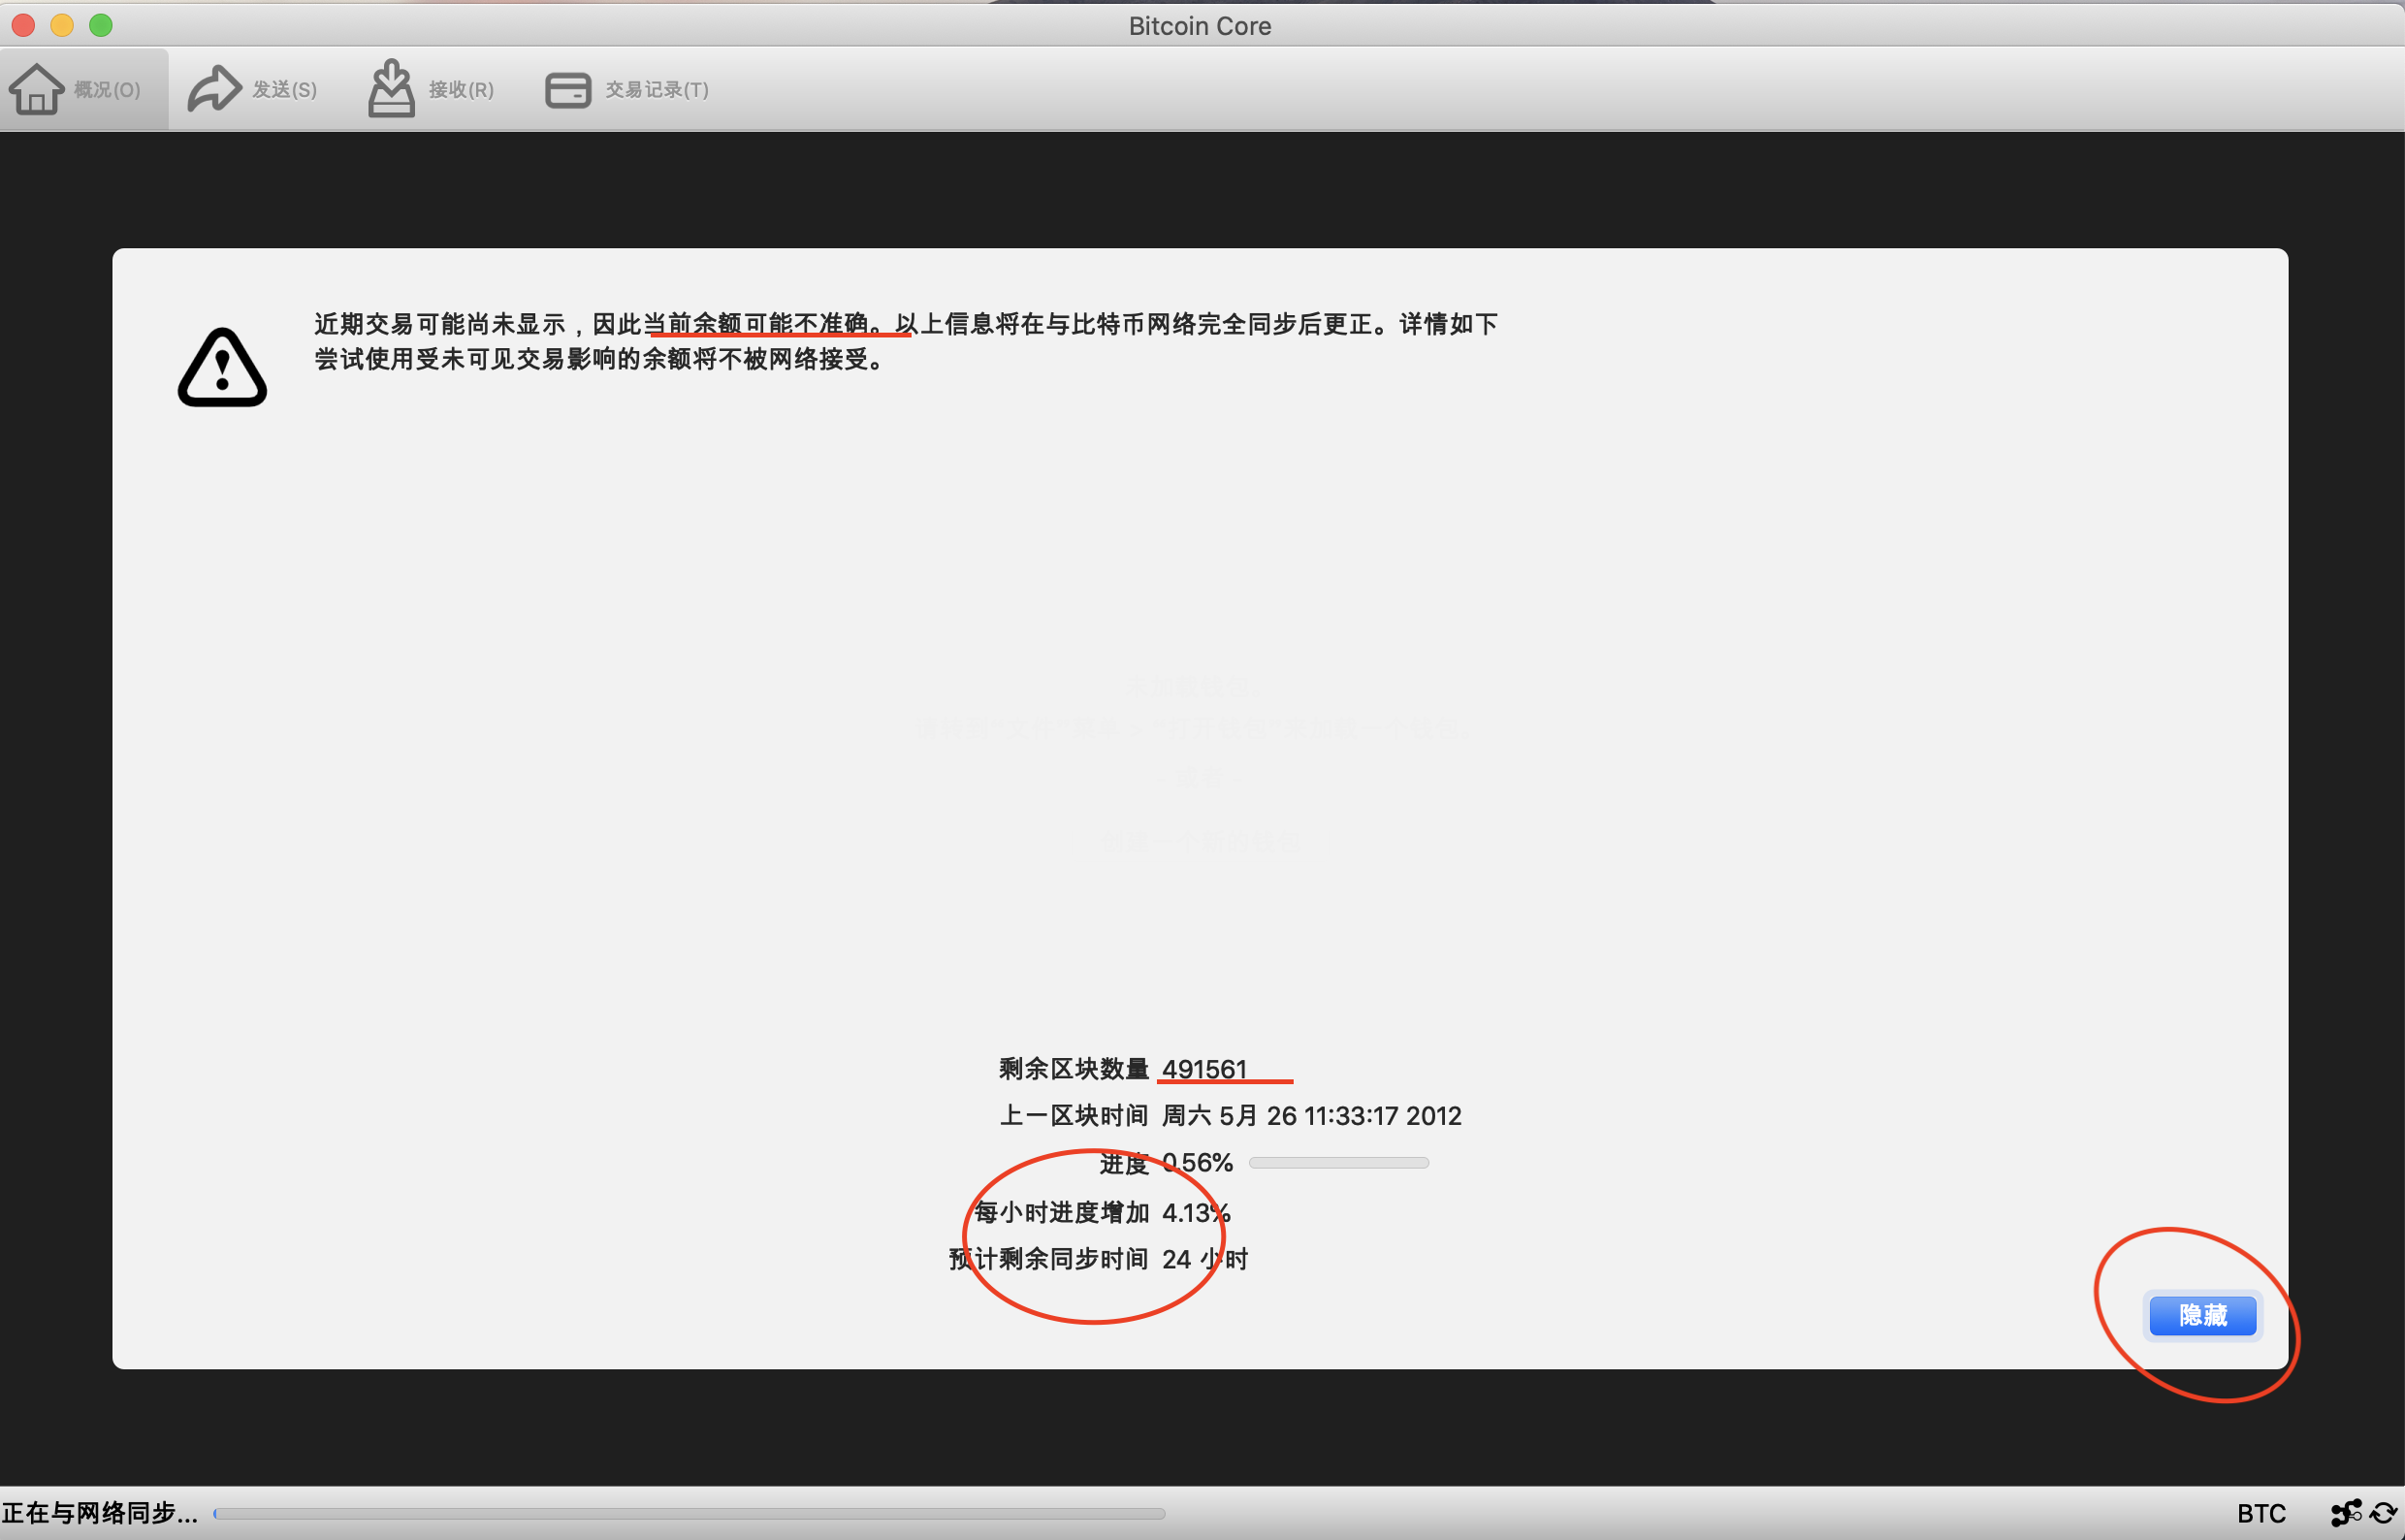 Bitcoin Core
概况(O) 发送(S) 接收(R) 交易记录(T)
近期交易可能尚未显示，因此当前余额可能不准确。以上信息将在与比特币网络完全同步后更正。详情如下
尝试使用受未可见交易影响的余额将不被网络接受。
剩余区块数量 491561
上一区块时间 周六 5月 26 11:33:17 2012
进度 0.56%
每小时进度增加 4.13%
预计剩余同步时间 24 小时
隐藏
正在与网络同步... BTC